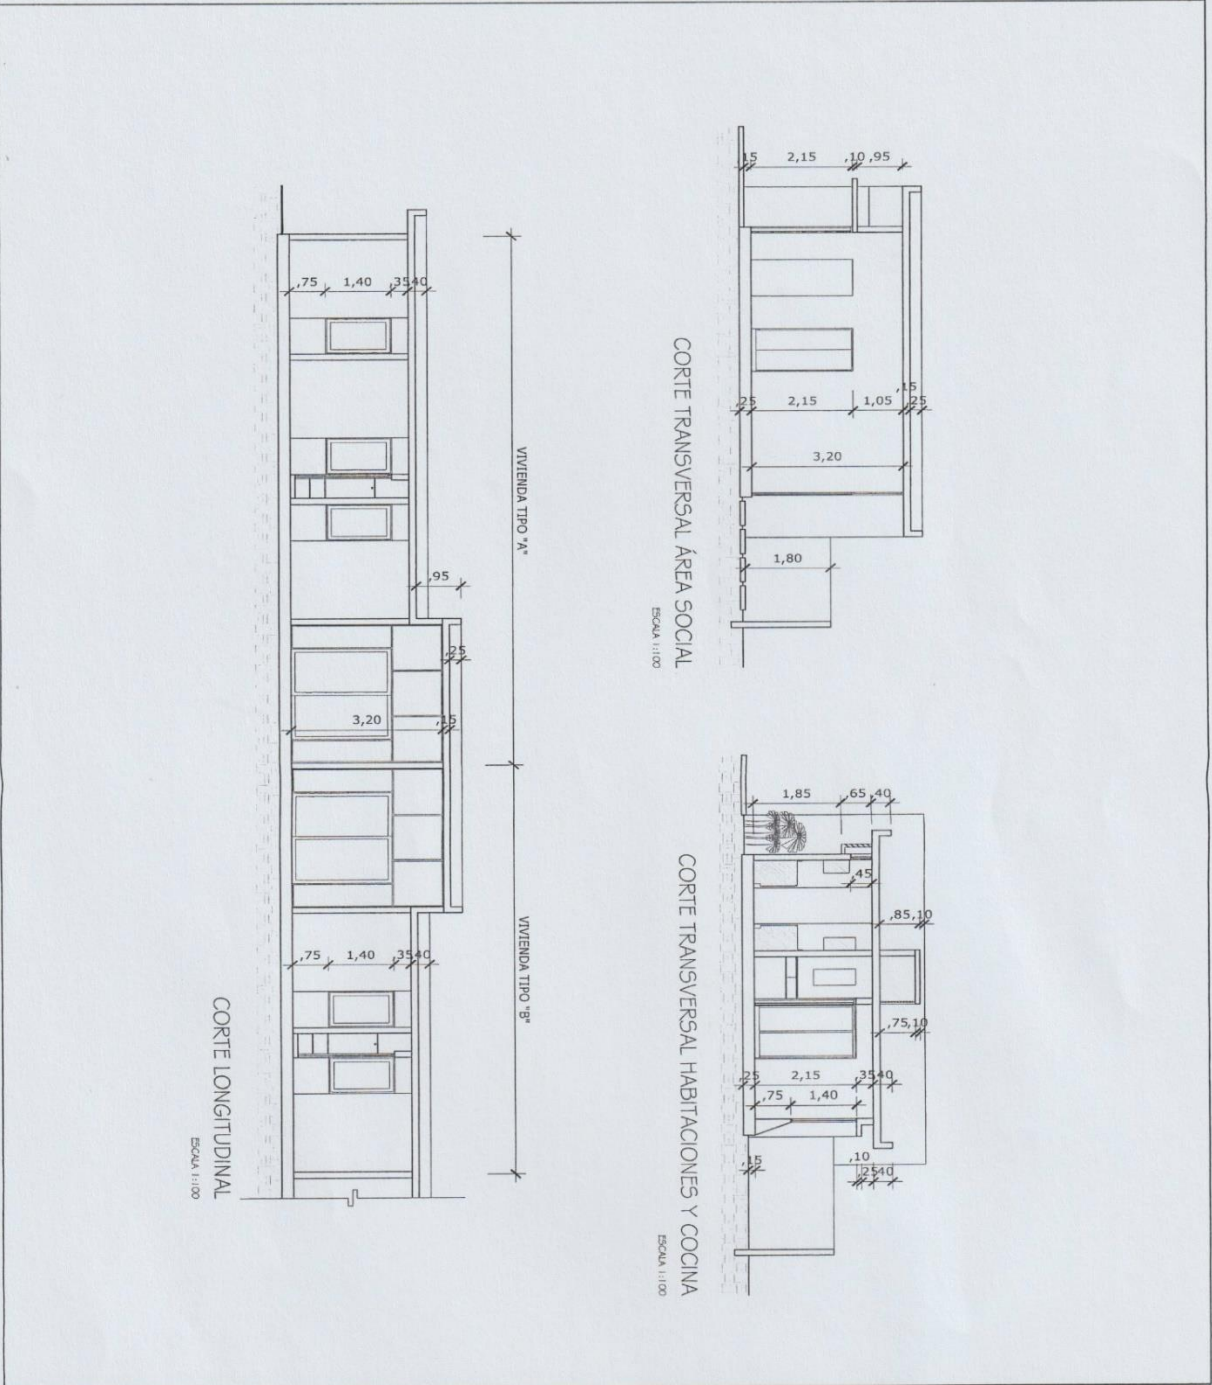 ,15 2,15 ,10 ,95
,15
,25 2,15 1,05 ,25
3,20
1,80
CORTE TRANSVERSAL ÁREA SOCIAL
ESCALA 1:100
1,85 ,65 ,40
,45
,85 ,10
,75 ,10
,25 2,15 ,35 ,40
,75 1,40
,15 ,10
,25 ,40
CORTE TRANSVERSAL HABITACIONES Y COCINA
ESCALA 1:100
,75 1,40 ,35 ,40
,95
,25
3,20 ,15
,75 1,40 ,35 ,40
VIVIENDA TIPO "A"
VIVIENDA TIPO "B"
CORTE LONGITUDINAL
ESCALA 1:100